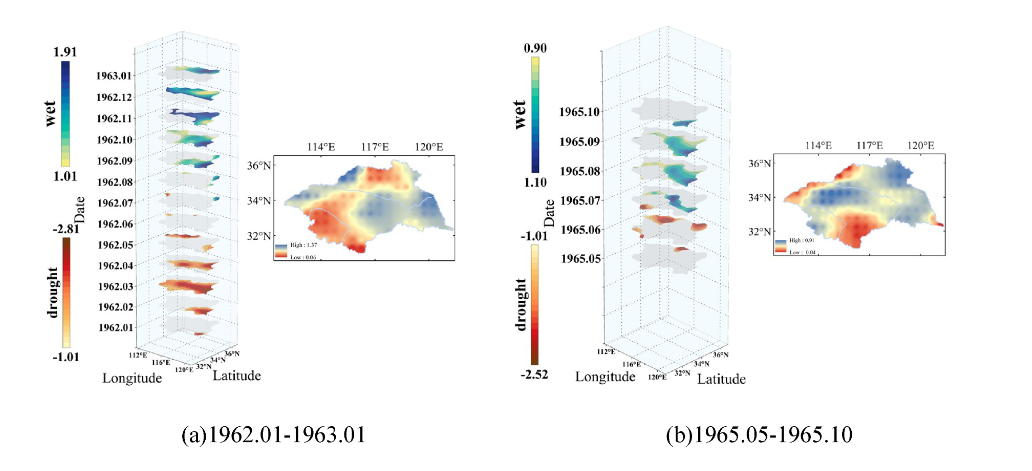 1.91
wet
1.01
-2.81
drought
-1.01
Date
1963.01
1962.12
1962.11
1962.10
1962.09
1962.08
1962.07
1962.06
1962.05
1962.04
1962.03
1962.02
1962.01
112°E
116°E
120°E
32°N
34°N
36°N
Longitude
Latitude
114°E 117°E 120°E
36°N
34°N
32°N
High : 1.37
Low : 0.06
(a)1962.01-1963.01
0.90
wet
1.10
-1.01
drought
-2.52
Date
1965.10
1965.09
1965.08
1965.07
1965.06
1965.05
112°E
116°E
120°E
32°N
34°N
36°N
Longitude
Latitude
114°E 117°E 120°E
36°N
34°N
32°N
High : 0.91
Low : 0.04
(b)1965.05-1965.10